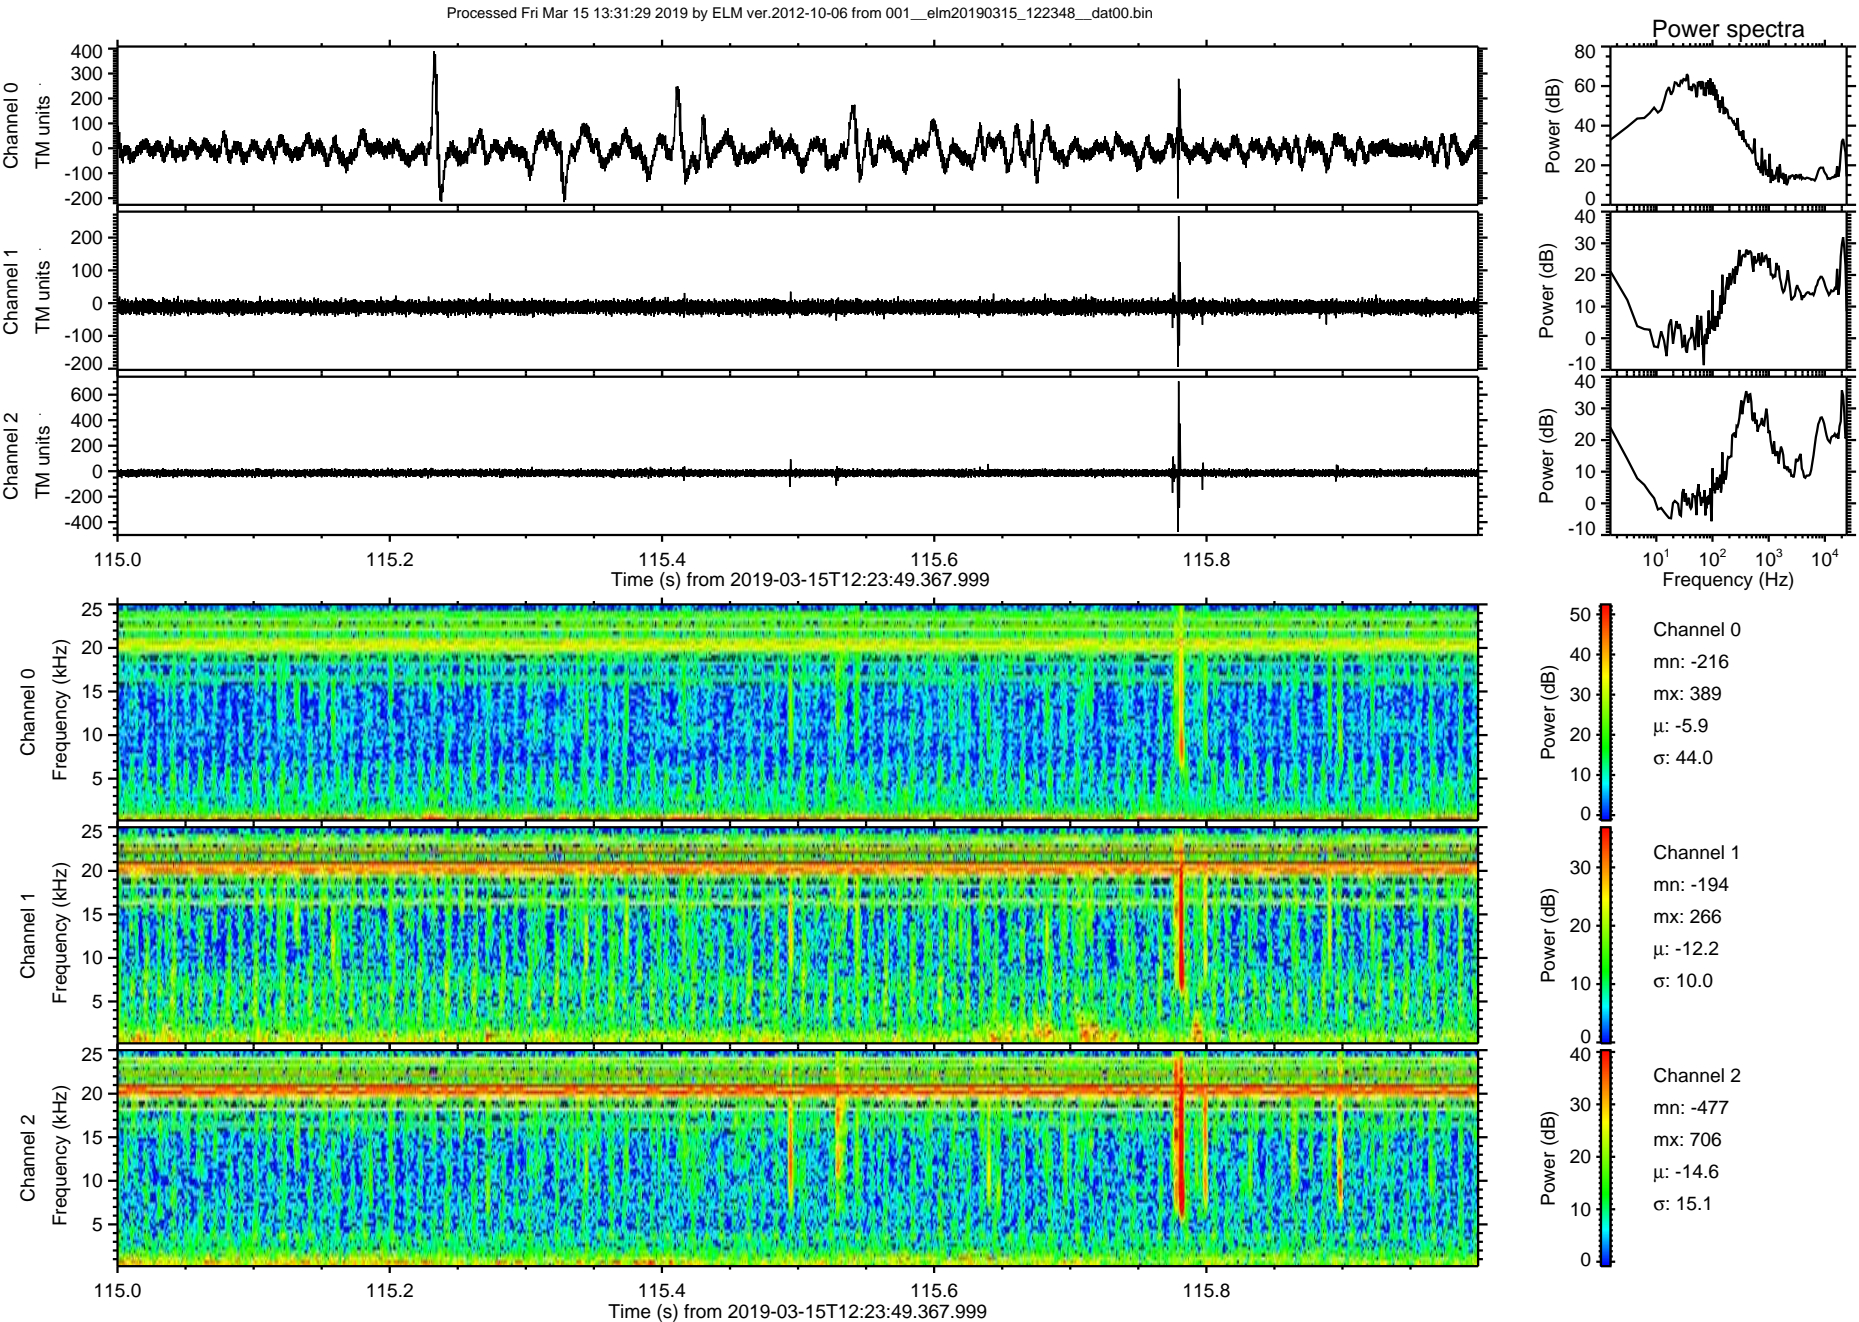 Processed Fri Mar 15 13:31:29 2019 by ELM ver.2012-10-06 from 001__elm20190315_122348__dat00.bin
Power spectra
Channel 0
TM units
400
300
200
100
0
-100
-200
Power (dB)
80
60
40
20
0
Channel 1
TM units
200
100
0
-100
-200
Power (dB)
40
30
20
10
0
-10
Channel 2
TM units
600
400
200
0
-200
-400
Power (dB)
40
30
20
10
0
-10
115.0 115.2 115.4 115.6 115.8
Time (s) from 2019-03-15T12:23:49.367.999
10¹ 10² 10³ 10⁴
Frequency (Hz)
Channel 0
Frequency (kHz)
25
20
15
10
5
Power (dB)
50
40
30
20
10
0
Channel 0
mn: -216
mx: 389
μ: -5.9
σ: 44.0
Channel 1
Frequency (kHz)
25
20
15
10
5
Power (dB)
30
20
10
0
Channel 1
mn: -194
mx: 266
μ: -12.2
σ: 10.0
Channel 2
Frequency (kHz)
25
20
15
10
5
Power (dB)
40
30
20
10
0
Channel 2
mn: -477
mx: 706
μ: -14.6
σ: 15.1
115.0 115.2 115.4 115.6 115.8
Time (s) from 2019-03-15T12:23:49.367.999